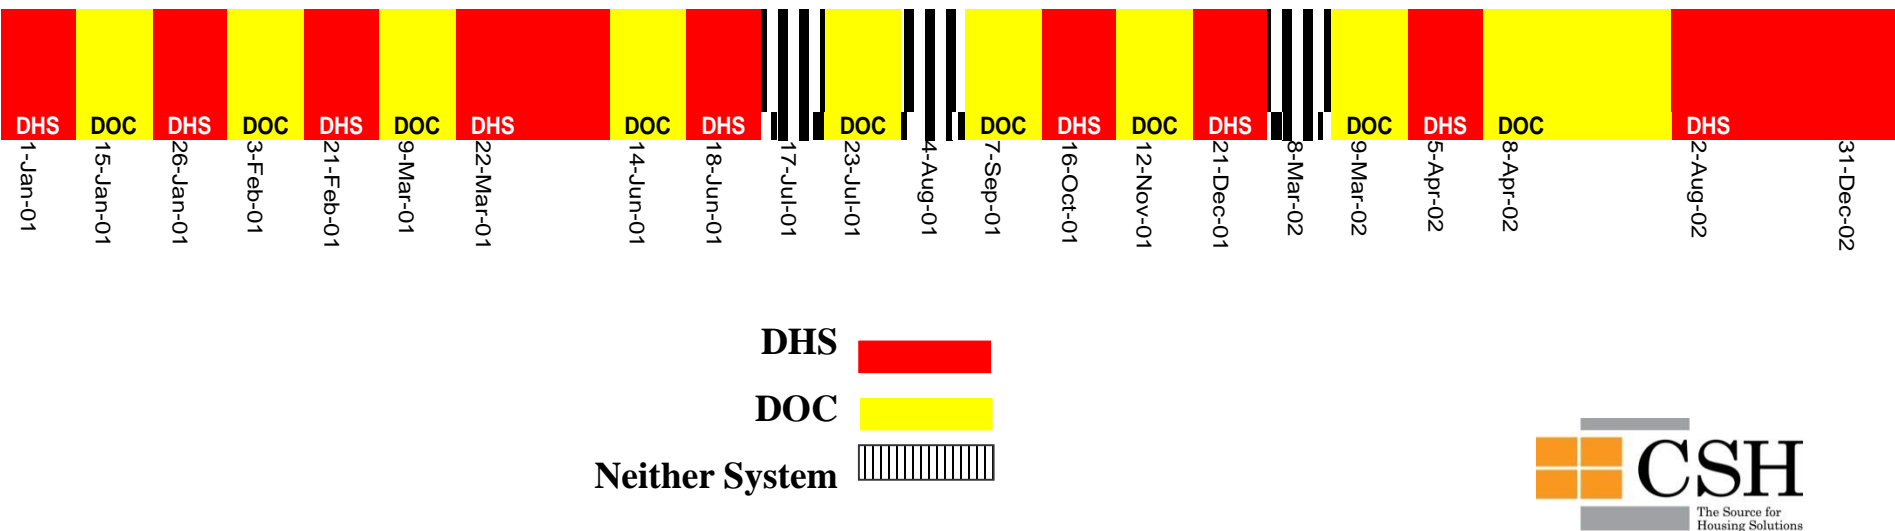 DHS DOC DHS DOC DHS DOC DHS DOC DHS DOC DOC DHS DOC DHS DOC DHS DOC DHS
1-Jan-01 15-Jan-01 26-Jan-01 3-Feb-01 21-Feb-01 9-Mar-01 22-Mar-01 14-Jun-01 18-Jun-01 17-Jul-01 23-Jul-01 4-Aug-01 7-Sep-01 16-Oct-01 12-Nov-01 21-Dec-01 8-Mar-02 9-Mar-02 5-Apr-02 8-Apr-02 2-Aug-02 31-Dec-02
DHS
DOC
Neither System
CSH
The Source for
Housing Solutions